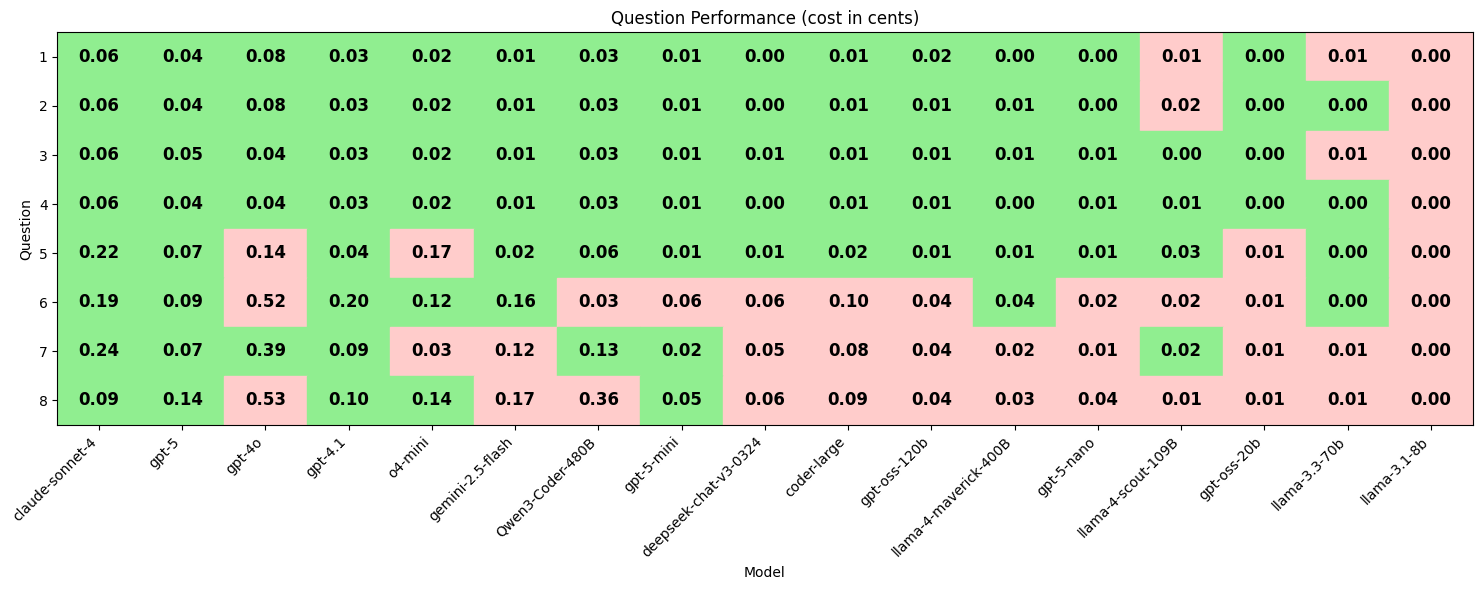 Question Performance (cost in cents)
1 0.06 0.04 0.08 0.03 0.02 0.01 0.03 0.01 0.00 0.01 0.02 0.00 0.00 0.01 0.00 0.01 0.00
2 0.06 0.04 0.08 0.03 0.02 0.01 0.03 0.01 0.00 0.01 0.01 0.01 0.00 0.02 0.00 0.00 0.00
3 0.06 0.05 0.04 0.03 0.02 0.01 0.03 0.01 0.01 0.01 0.01 0.01 0.01 0.00 0.00 0.01 0.00
4 0.06 0.04 0.04 0.03 0.02 0.01 0.03 0.01 0.00 0.01 0.01 0.00 0.01 0.01 0.00 0.00 0.00
5 0.22 0.07 0.14 0.04 0.17 0.02 0.06 0.01 0.01 0.02 0.01 0.01 0.01 0.03 0.01 0.00 0.00
6 0.19 0.09 0.52 0.20 0.12 0.16 0.03 0.06 0.06 0.10 0.04 0.04 0.02 0.02 0.01 0.00 0.00
7 0.24 0.07 0.39 0.09 0.03 0.12 0.13 0.02 0.05 0.08 0.04 0.02 0.01 0.02 0.01 0.01 0.00
8 0.09 0.14 0.53 0.10 0.14 0.17 0.36 0.05 0.06 0.09 0.04 0.03 0.04 0.01 0.01 0.01 0.00
Question
claude-sonnet-4
gpt-5
gpt-4o
gpt-4.1
o4-mini
gemini-2.5-flash
Qwen3-Coder-480B
gpt-5-mini
deepseek-chat-v3-0324
coder-large
gpt-oss-120b
llama-4-maverick-400B
gpt-5-nano
llama-4-scout-109B
gpt-oss-20b
llama-3.3-70b
llama-3.1-8b
Model